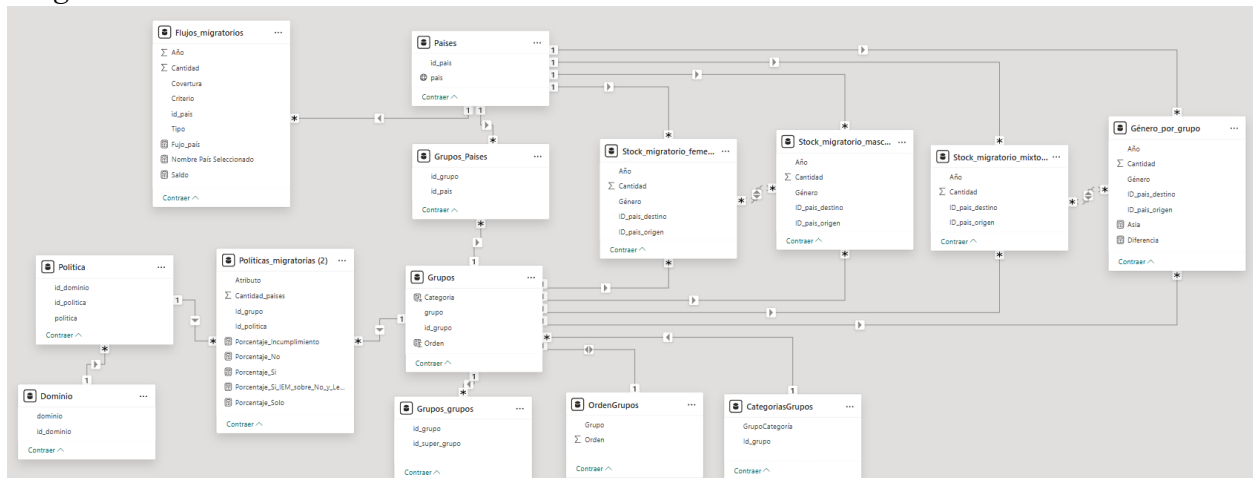 Flujos_migratorios ...
Σ Año
Σ Cantidad
Covertura
Criterio
id_pais
Tipo
Fujo_país
Nombre País Seleccionado
Saldo
Contraer
Paises ...
id_pais
pais
Contraer
Grupos_Paises ...
id_grupo
id_pais
Contraer
Stock_migratorio_feme... ...
Año
Σ Cantidad
Género
ID_pais_destino
ID_pais_origen
Contraer
Stock_migratorio_masc... ...
Año
Σ Cantidad
Género
ID_pais_destino
ID_pais_origen
Contraer
Stock_migratorio_mixto... ...
Año
Σ Cantidad
Género
ID_pais_destino
ID_pais_origen
Contraer
Género_por_grupo ...
Año
Σ Cantidad
Género
ID_pais_destino
ID_pais_origen
Asia
Diferencia
Contraer
Politica ...
id_dominio
id_politica
politica
Contraer
Políticas_migratorias (2) ...
Atributo
Σ Cantidad_paises
id_grupo
Id_politica
Porcentaje_Incumplimiento
Porcentaje_No
Porcentaje_Si
Porcentaje_Si_IEM_sobre_No_y_Le...
Porcentaje_Solo
Contraer
Grupos ...
Categoria
grupo
id_grupo
Orden
Contraer
Dominio ...
dominio
id_dominio
Contraer
Grupos_grupos ...
id_grupo
id_super_grupo
Contraer
OrdenGrupos ...
Grupo
Σ Orden
Contraer
CategoriasGrupos ...
GrupoCategoría
Id_grupo
Contraer